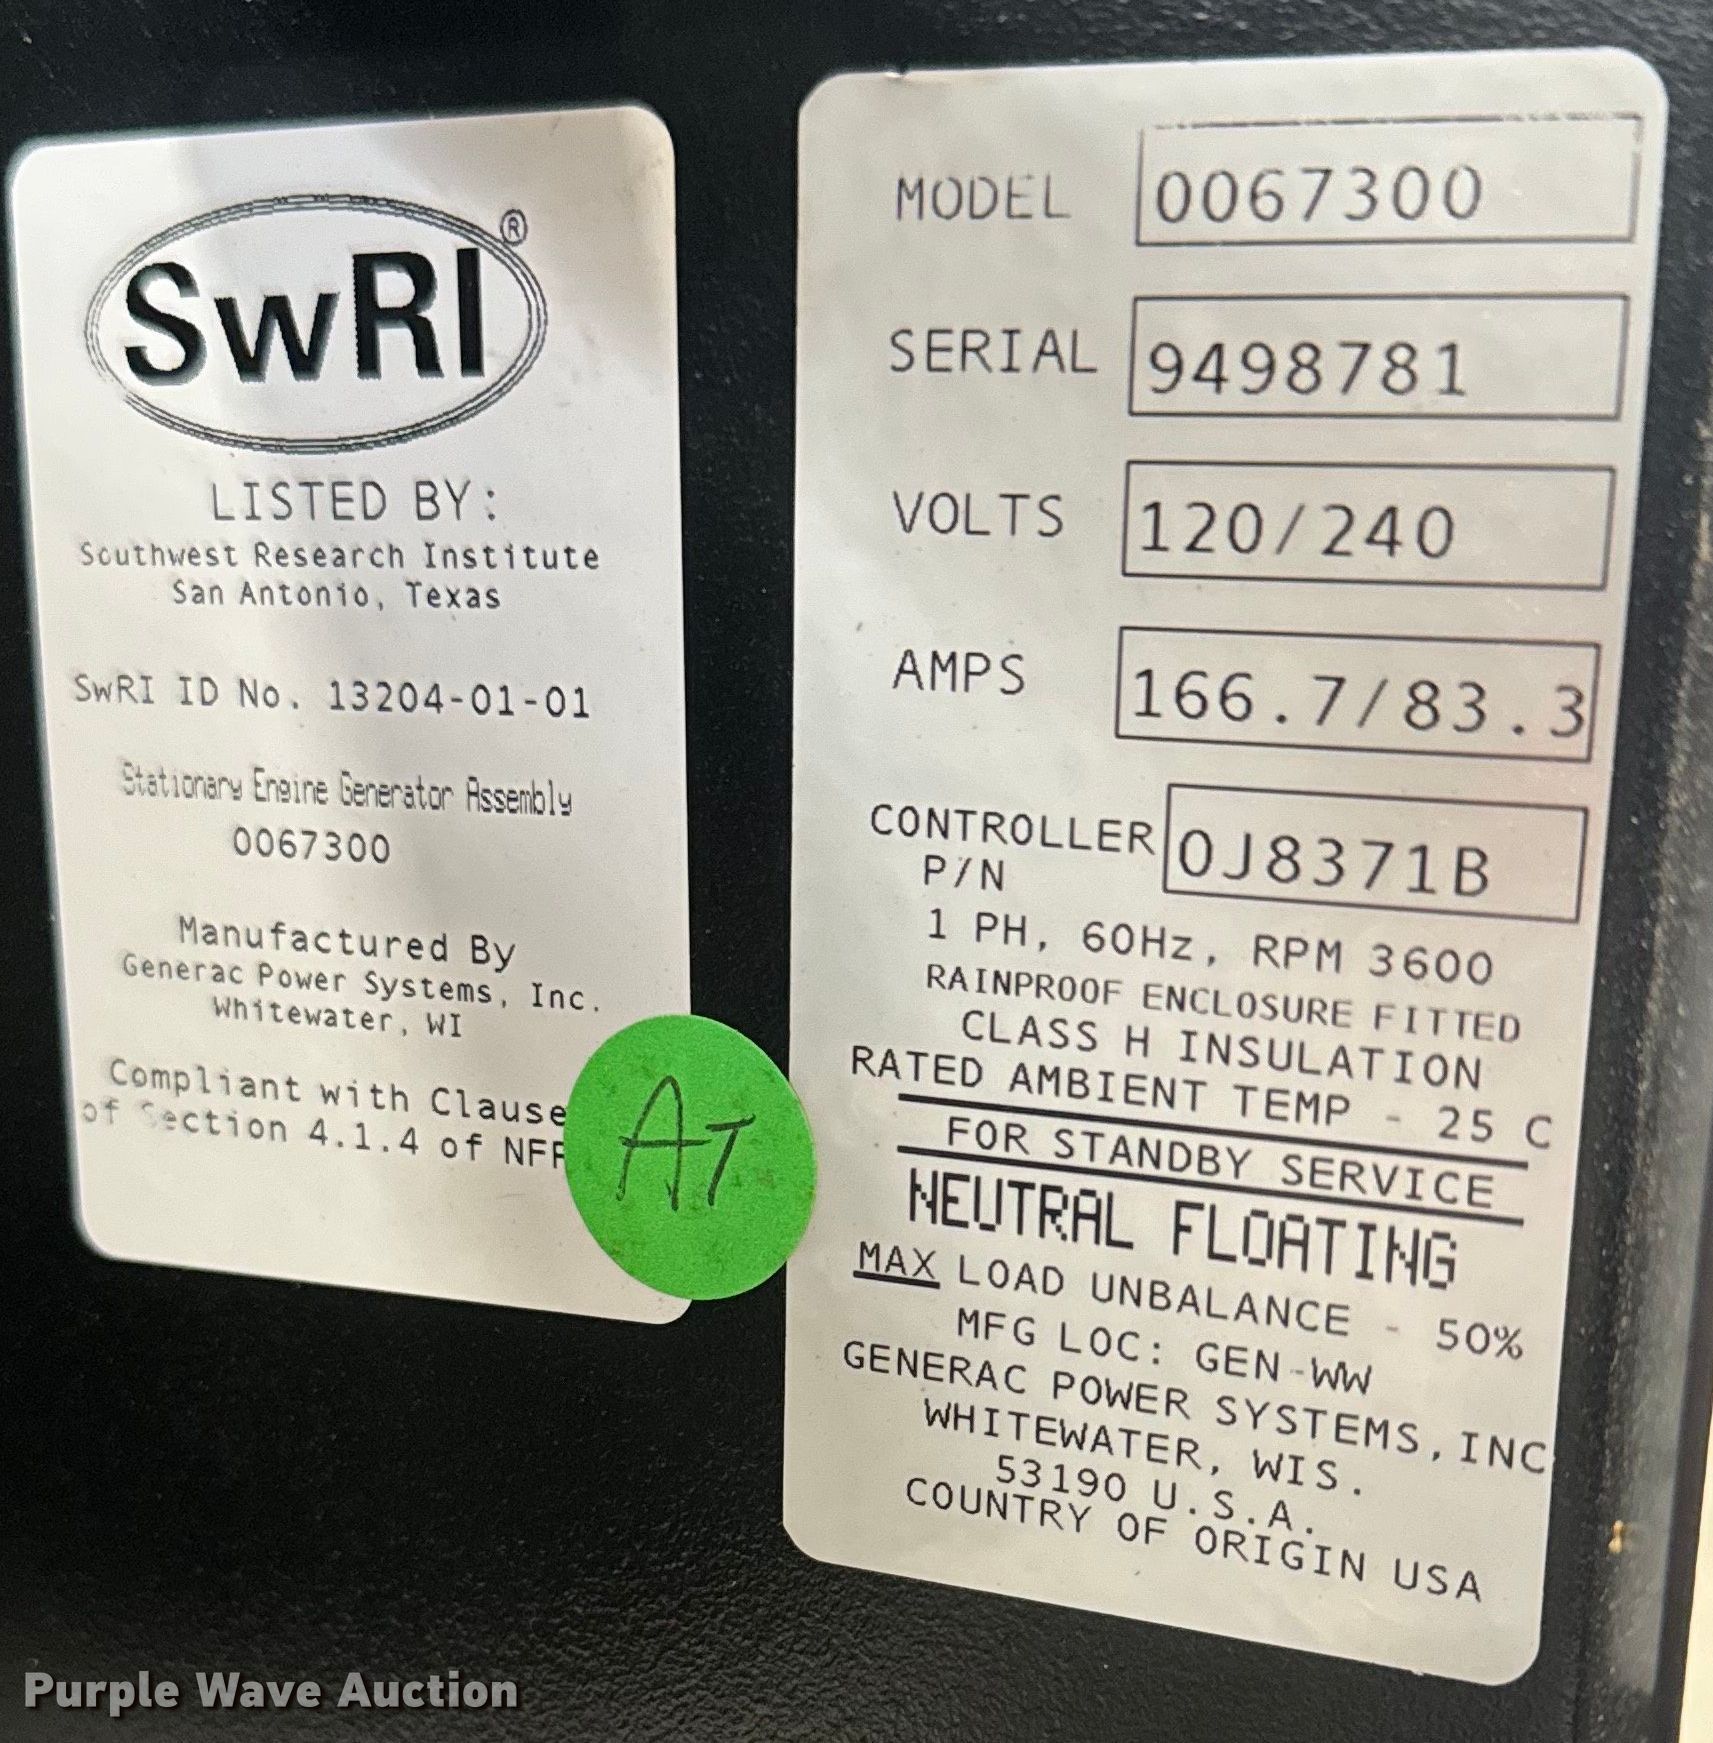 SwRI®
LISTED BY:
Southwest Research Institute
San Antonio, Texas
SwRI ID No. 13204-01-01
Stationary Engine Generator Assembly
0067300
Manufactured By
Generac Power Systems, Inc.
Whitewater, WI
Compliant with Clause
of Section 4.1.4 of
AT
MODEL 0067300
SERIAL 9498781
VOLTS 120/240
AMPS 166.7/83.3
CONTROLLER 0J8371B
P/N
1 PH, 60Hz, RPM 3600
RAINPROOF ENCLOSURE FITTED
CLASS H INSULATION
RATED AMBIENT TEMP - 25 C
FOR STANDBY SERVICE
NEUTRAL FLOATING
MAX LOAD UNBALANCE - 50%
MFG LOC: GEN-WW
GENERAC POWER SYSTEMS, INC
WHITEWATER, WIS.
53190 U.S.A.
COUNTRY OF ORIGIN USA
Purple Wave Auction